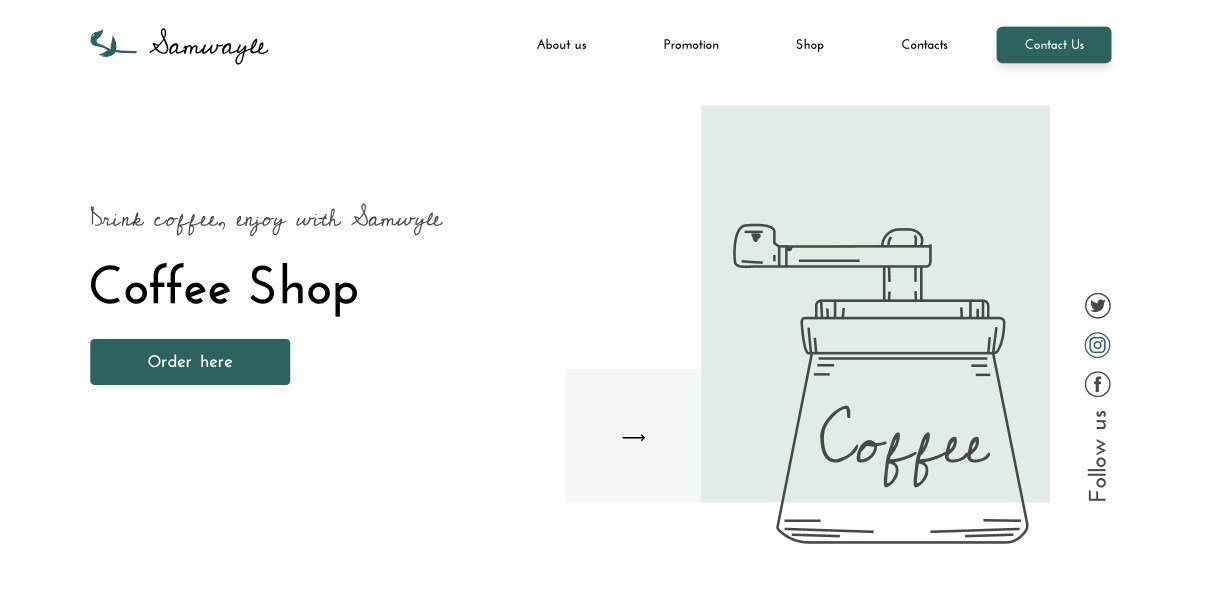 Samwayle
About us
Promotion
Shop
Contacts
Contact Us
Drink coffee, enjoy with Samwyle
Coffee Shop
Order here
Coffee
Follow us